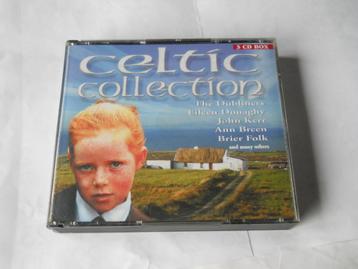 3 CD BOX
celtic
collection
The Dubliners
Eileen Donaghy
John Kerr
Ann Breen
Brier Folk
and many others